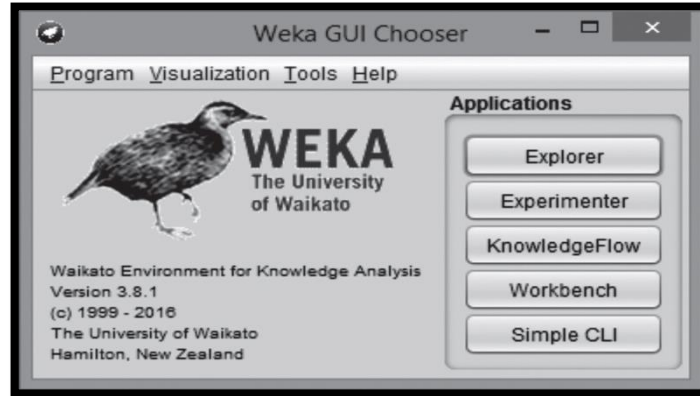 Weka GUI Chooser
Program Visualization Tools Help
WEKA
The University
of Waikato
Waikato Environment for Knowledge Analysis
Version 3.8.1
(c) 1999 - 2016
The University of Waikato
Hamilton, New Zealand
Applications
Explorer
Experimenter
KnowledgeFlow
Workbench
Simple CLI